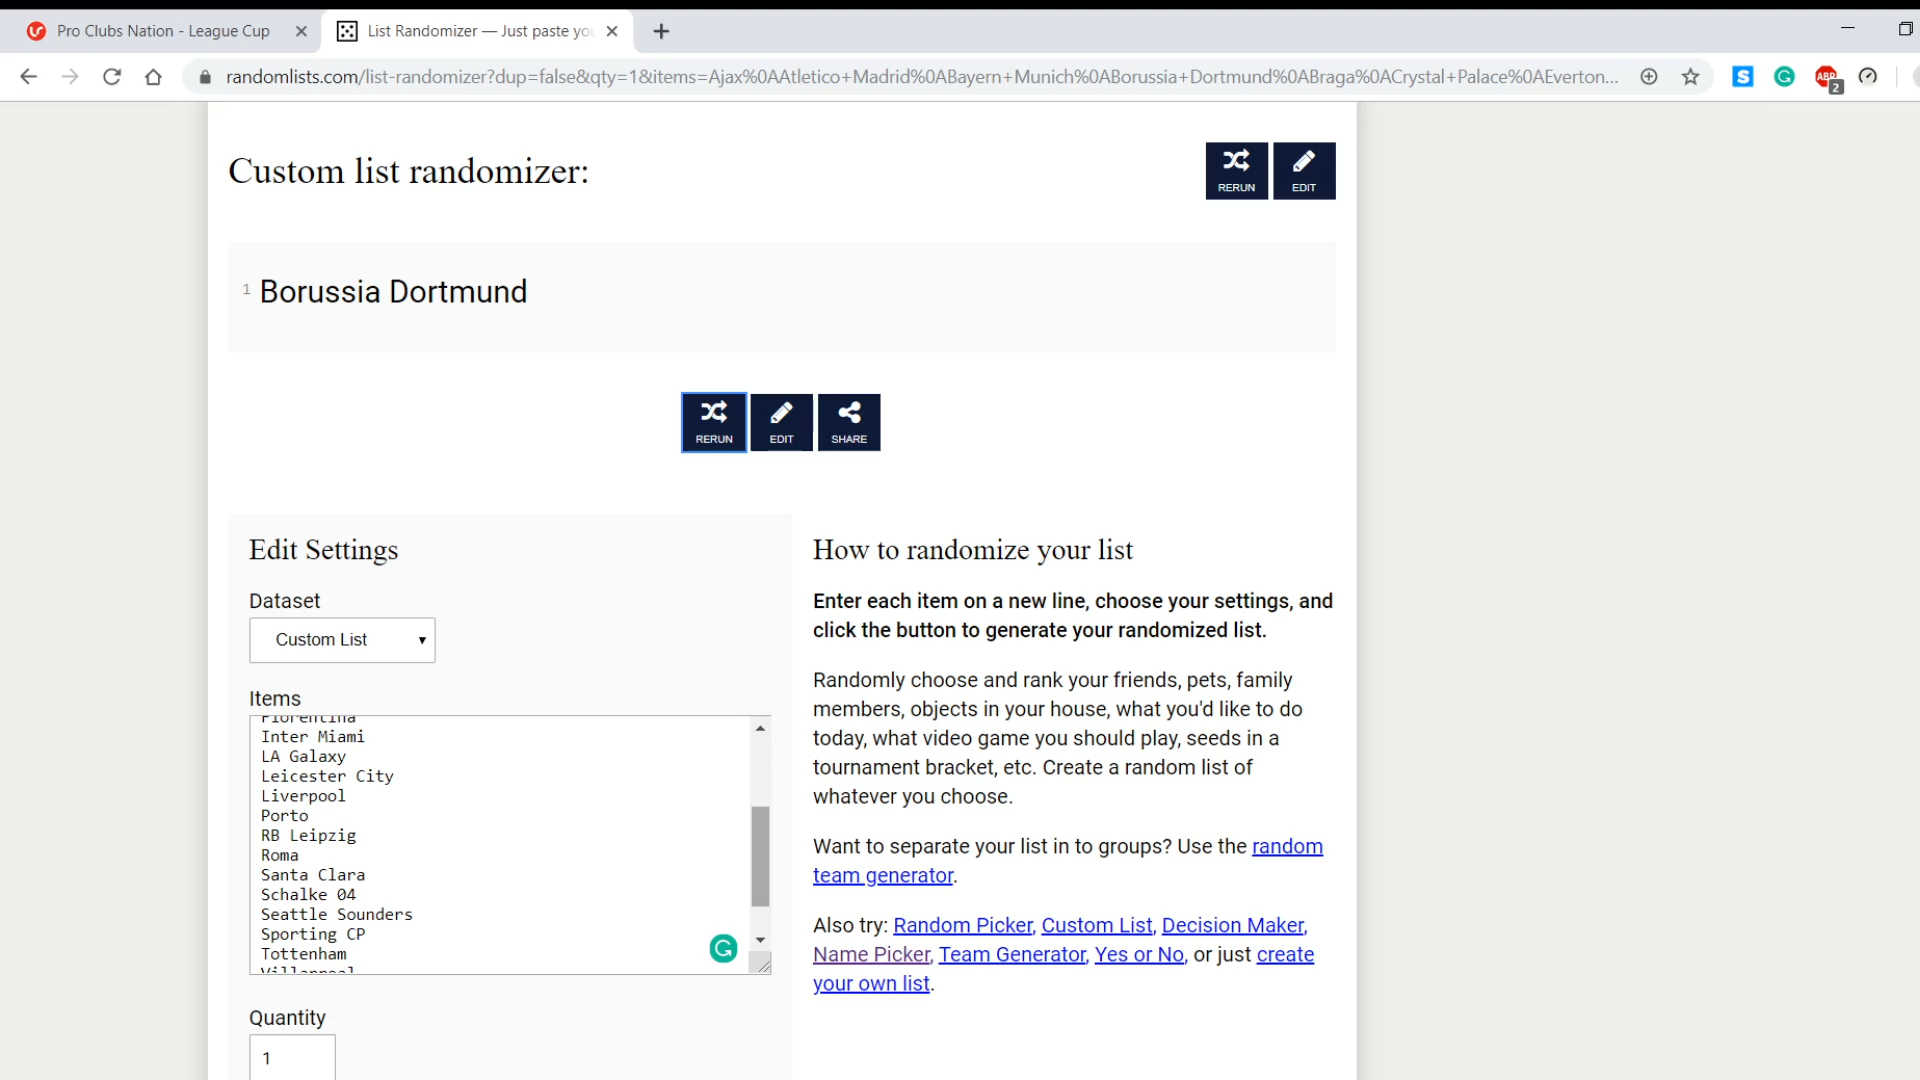 Pro Clubs Nation - League Cup
List Randomizer — Just paste you
randomlists.com/list-randomizer?dup=false&qty=1&items=Ajax%0AAtletico+Madrid%0ABayern+Munich%0ABorussia+Dortmund%0ABraga%0ACrystal+Palace%0AEverton...
S
G
ABP
2
Custom list randomizer:
RERUN
EDIT
1 Borussia Dortmund
RERUN
EDIT
SHARE
Edit Settings
Dataset
Custom List
Items
Fiorentina
Inter Miami
LA Galaxy
Leicester City
Liverpool
Porto
RB Leipzig
Roma
Santa Clara
Schalke 04
Seattle Sounders
Sporting CP
Tottenham
Villarreal
G
Quantity
1
How to randomize your list
Enter each item on a new line, choose your settings, and
click the button to generate your randomized list.
Randomly choose and rank your friends, pets, family
members, objects in your house, what you'd like to do
today, what video game you should play, seeds in a
tournament bracket, etc. Create a random list of
whatever you choose.
Want to separate your list in to groups? Use the random
team generator.
Also try: Random Picker, Custom List, Decision Maker,
Name Picker, Team Generator, Yes or No, or just create
your own list.